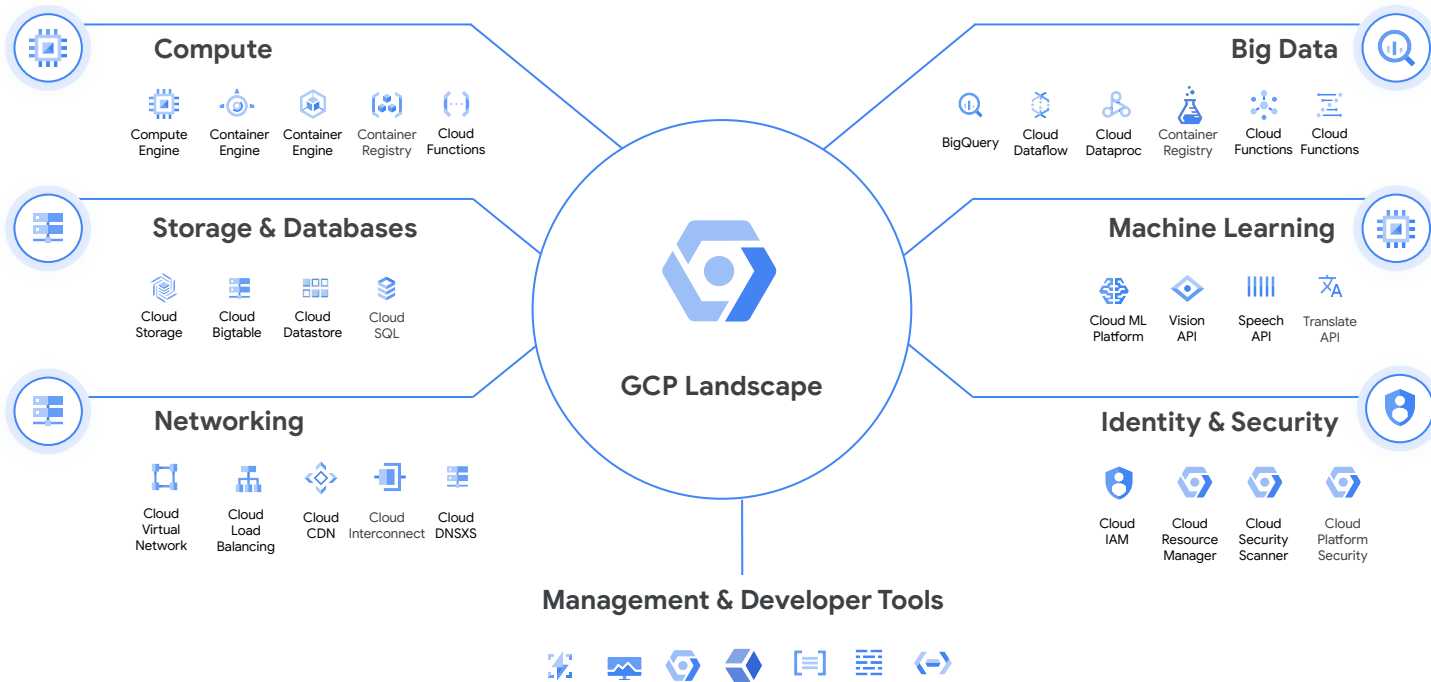 Compute
Compute
Engine
Container
Engine
Container
Engine
Container
Registry
Cloud
Functions
Storage & Databases
Cloud
Storage
Cloud
Bigtable
Cloud
Datastore
Cloud
SQL
Networking
Cloud
Virtual
Network
Cloud
Load
Balancing
Cloud
CDN
Cloud
Interconnect
Cloud
DNSXS
GCP Landscape
Big Data
BigQuery
Cloud
Dataflow
Cloud
Dataproc
Container
Registry
Cloud
Functions
Cloud
Functions
Machine Learning
Cloud ML
Platform
Vision
API
Speech
API
Translate
API
Identity & Security
Cloud
IAM
Cloud
Resource
Manager
Cloud
Security
Scanner
Cloud
Platform
Security
Management & Developer Tools